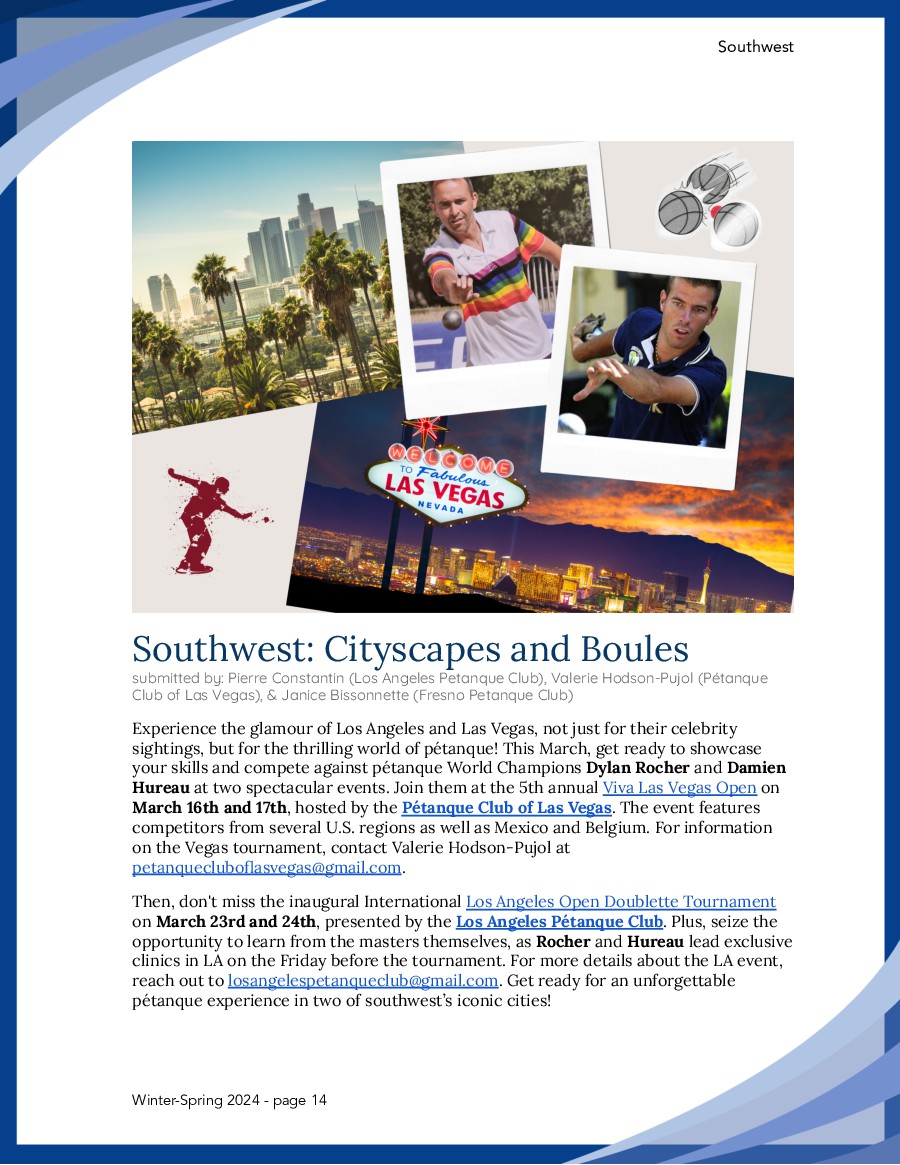 Southwest
WELCOME
TO Fabulous
LAS VEGAS
NEVADA
Southwest: Cityscapes and Boules
submitted by: Pierre Constantin (Los Angeles Petanque Club), Valerie Hodson-Pujol (Pétanque
Club of Las Vegas), & Janice Bissonnette (Fresno Petanque Club)
Experience the glamour of Los Angeles and Las Vegas, not just for their celebrity
sightings, but for the thrilling world of pétanque! This March, get ready to showcase
your skills and compete against pétanque World Champions Dylan Rocher and Damien
Hureau at two spectacular events. Join them at the 5th annual Viva Las Vegas Open on
March 16th and 17th, hosted by the Pétanque Club of Las Vegas. The event features
competitors from several U.S. regions as well as Mexico and Belgium. For information
on the Vegas tournament, contact Valerie Hodson-Pujol at
petanquecluboflasvegas@gmail.com.
Then, don't miss the inaugural International Los Angeles Open Doublette Tournament
on March 23rd and 24th, presented by the Los Angeles Pétanque Club. Plus, seize the
opportunity to learn from the masters themselves, as Rocher and Hureau lead exclusive
clinics in LA on the Friday before the tournament. For more details about the LA event,
reach out to losangelespetanqueclub@gmail.com. Get ready for an unforgettable
pétanque experience in two of southwest's iconic cities!
Winter-Spring 2024 - page 14